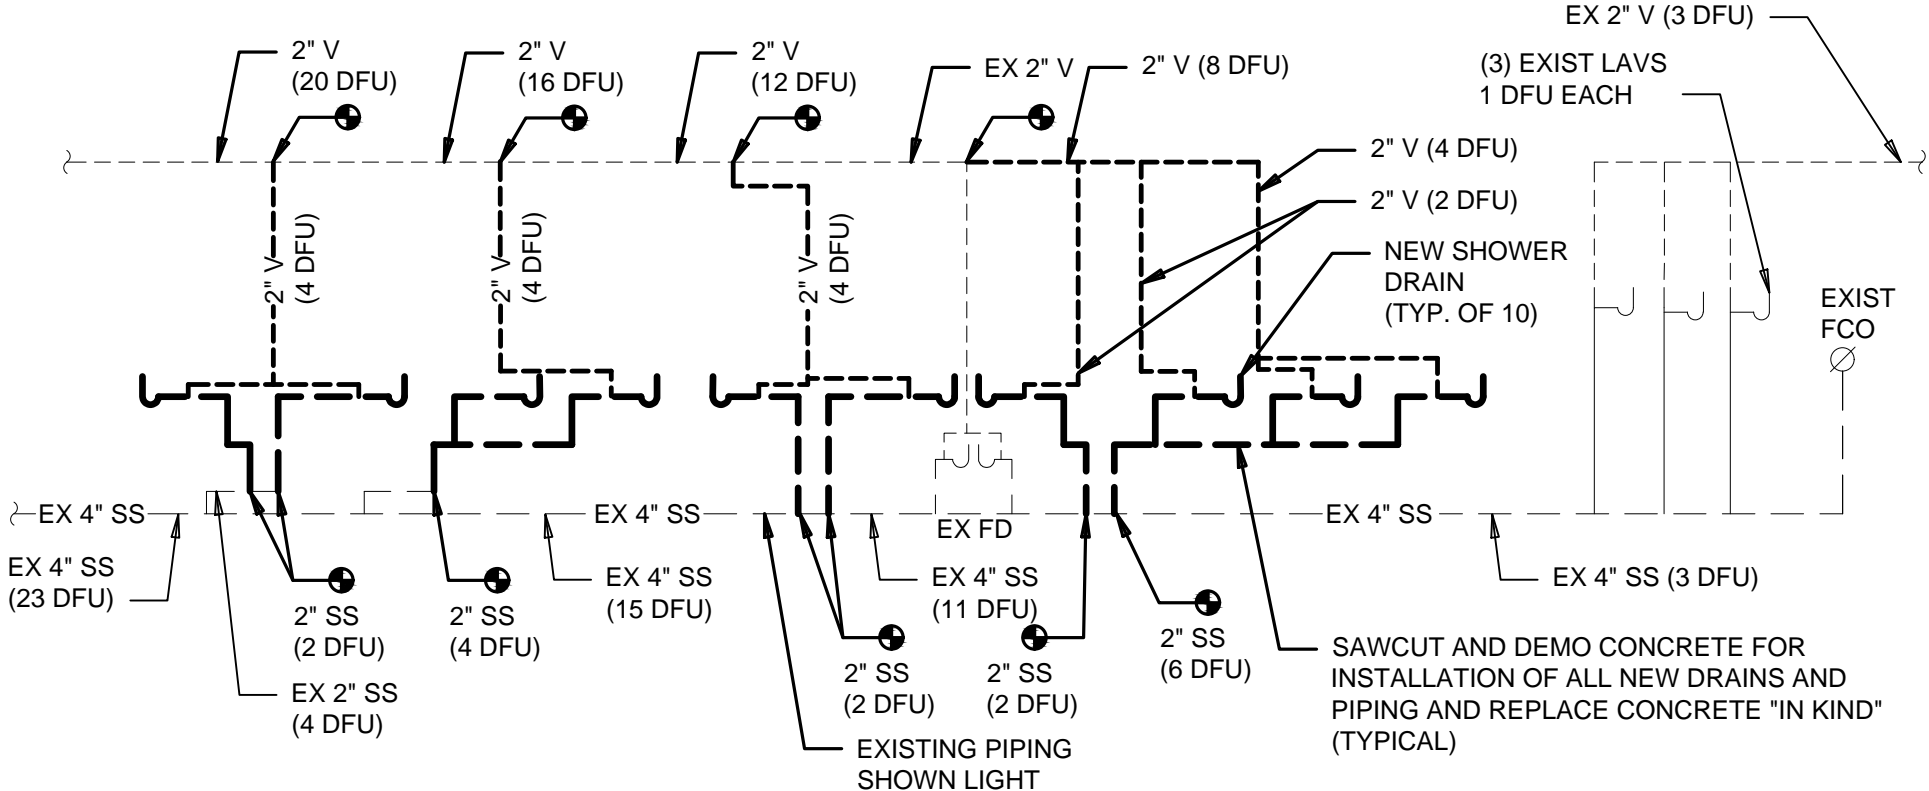 EX 2" V (3 DFU)
2" V
(20 DFU)
2" V
(16 DFU)
2" V
(12 DFU)
EX 2" V
2" V (8 DFU)
(3) EXIST LAVS
1 DFU EACH
2" V (4 DFU)
2" V (2 DFU)
2" V
(4 DFU)
2" V
(4 DFU)
2" V
(4 DFU)
NEW SHOWER
DRAIN
(TYP. OF 10)
EXIST
FCO
EX 4" SS
EX 4" SS
EX FD
EX 4" SS
EX 4" SS
(23 DFU)
2" SS
(2 DFU)
2" SS
(4 DFU)
EX 4" SS
(15 DFU)
EX 4" SS
(11 DFU)
EX 4" SS (3 DFU)
EX 2" SS
(4 DFU)
2" SS
(2 DFU)
2" SS
(2 DFU)
2" SS
(6 DFU)
SAWCUT AND DEMO CONCRETE FOR
INSTALLATION OF ALL NEW DRAINS AND
PIPING AND REPLACE CONCRETE "IN KIND"
(TYPICAL)
EXISTING PIPING
SHOWN LIGHT